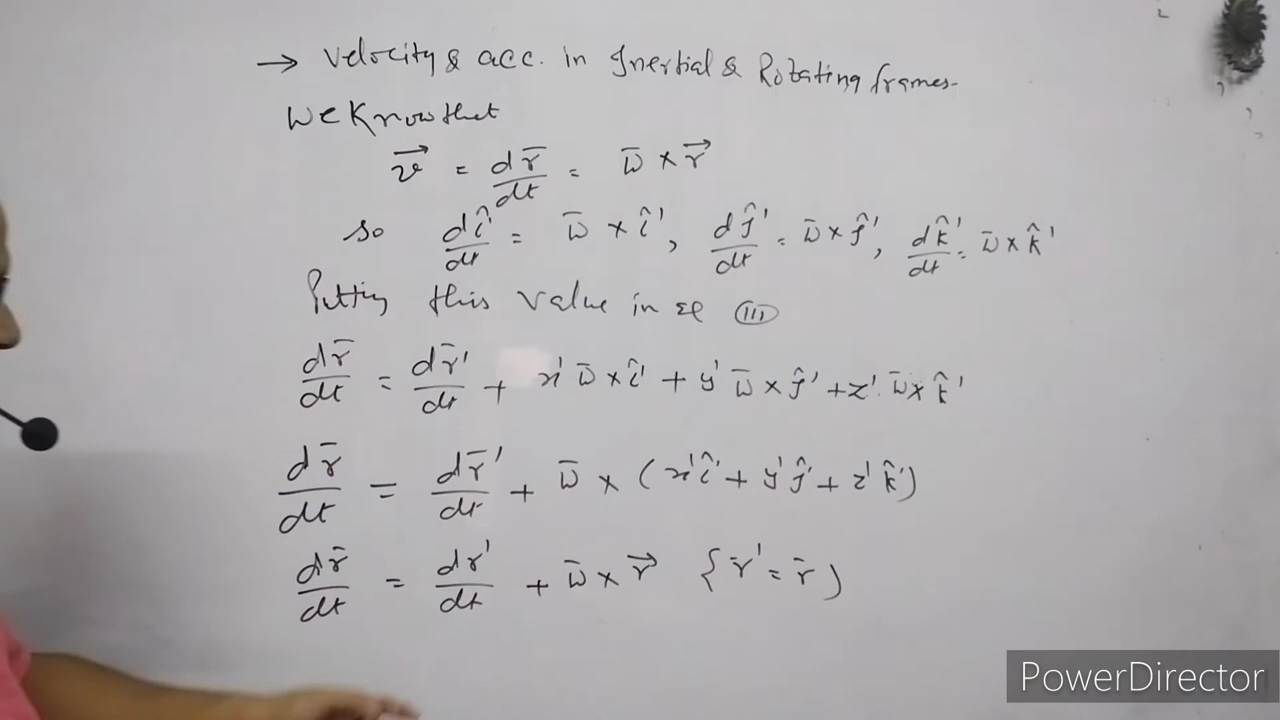 → Velocity & acc. in Inertial & Rotating frames.
We Know that
v⃗ = dr̄/dt = ω̄ × r⃗
so dî'/dt = ω̄ × î', dĵ'/dt = ω̄ × ĵ', dk̂'/dt = ω̄ × k̂'
Putting this value in eq (III)
dr̄/dt = dr̄'/dt + x' ω̄ × î' + y' ω̄ × ĵ' + z'. ω̄ × k̂'
dr̄/dt = dr̄'/dt + ω̄ × (x'î' + y'ĵ' + z'k̂')
dr̄/dt = dr'/dt + ω̄ × r⃗ {r̄' = r̄)
PowerDirector